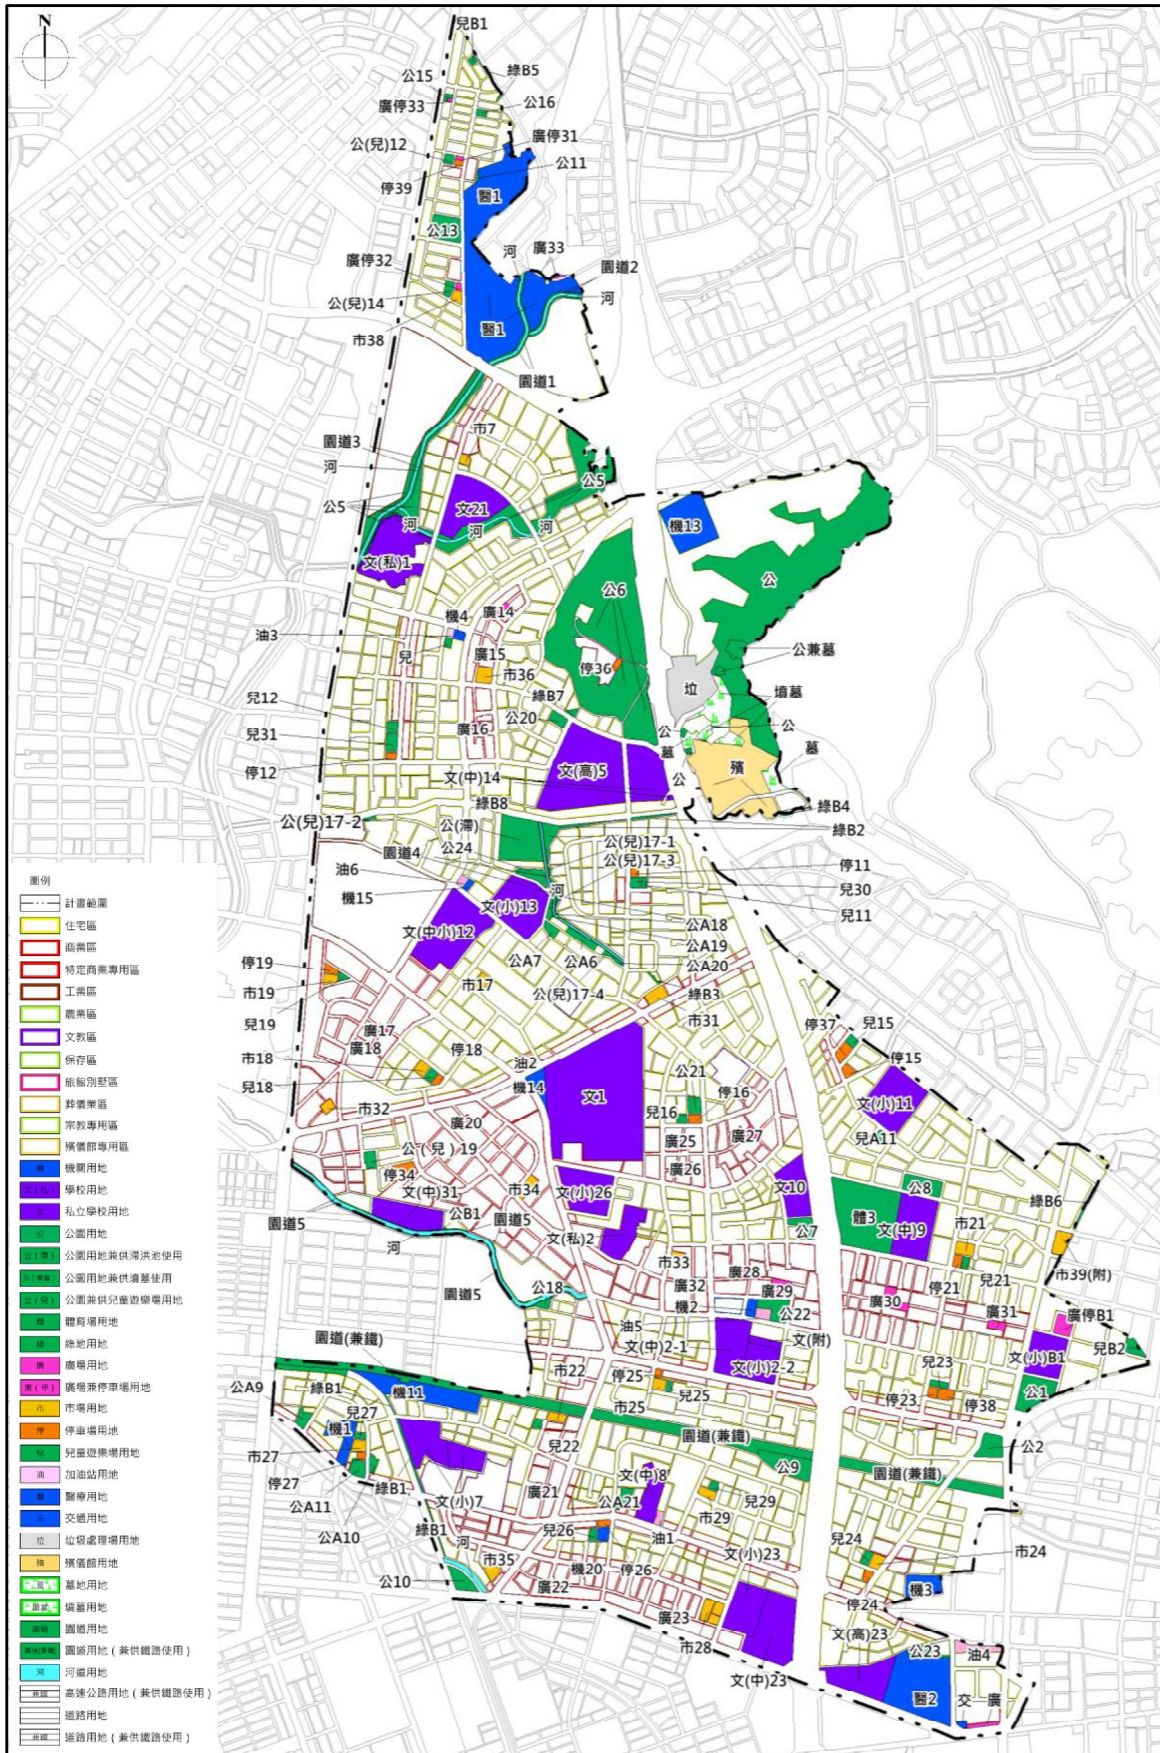 N
兒B1
綠B5
公15
廣停33
公16
廣停31
公(兒)12
公11
停39
醫1
公13
廣33
河
廣停32
園道2
河
公(兒)14
醫1
市38
園道1
市7
園道3
河
公5
公5
文21
河
河
河
機13
文(私)1
公6
公
機4
廣14
油3
兒
廣15
市36
停36
公兼墓
垃
墳墓
綠B7
兒12
公20
廣16
公
公
兒31
墓
墓
停12
文(中)14
文(高)5
公
殯
綠B8
綠B4
公(兒)17-2
公(滯)
綠B2
公(兒)17-1
園道4
公24
公(兒)17-3
停11
油6
兒30
機15
河
文(小)13
兒11
文(中小)12
公A18
公A19
公A7
公A6
公A20
停19
市17
市19
公(兒)17-4
綠B3
兒19
市31
廣17
停37
兒15
廣18
停18
油2
停15
市18
公21
機14
停16
兒18
文1
文(小)11
市32
廣20
兒16
兒A11
廣25
廣27
公(兒)19
廣26
停34
文(中)31
市34
文(小)26
文10
公8
綠B6
園道5
公B1
園道5
體3
文(中)9
河
文(私)2
公7
市21
市33
廣28
市39(附)
園道5
公18
廣32
廣29
停21
兒21
機2
廣30
廣31
廣停B1
公22
油5
園道(兼鐵)
文(中)2-1
文(附)
兒B2
文(小)B1
市22
停25
文(小)2-2
兒23
公A9
綠B1
機11
兒25
公1
兒27
市25
停23
停38
機1
園道(兼鐵)
兒22
公2
市27
文(中)8
公9
園道(兼鐵)
停27
綠B1
廣21
文(小)7
公A21
兒29
公A11
市29
兒24
公A10
綠B1
兒26
油1
河
文(小)23
市24
市35
機20
停26
公10
廣22
機3
廣23
停24
文(高)23
市28
公23
油4
文(中)23
醫2
交
廣
圖例
計畫範圍
住宅區
商業區
特定商業專用區
工業區
農業區
文教區
保存區
旅館別墅區
葬儀業區
宗教專用區
殯儀館專用區
機關用地
學校用地
私立學校用地
公園用地
公園用地兼供滯洪池使用
公園用地兼供墳墓使用
公園兼供兒童遊樂場用地
體育場用地
綠地用地
廣場用地
廣場兼停車場用地
市場用地
停車場用地
兒童遊樂場用地
加油站用地
醫療用地
交通用地
垃圾處理場用地
殯儀館用地
墓地用地
墳墓用地
園道用地
園道用地(兼供鐵路使用)
河道用地
高速公路用地(兼供鐵路使用)
道路用地
道路用地(兼供鐵路使用)